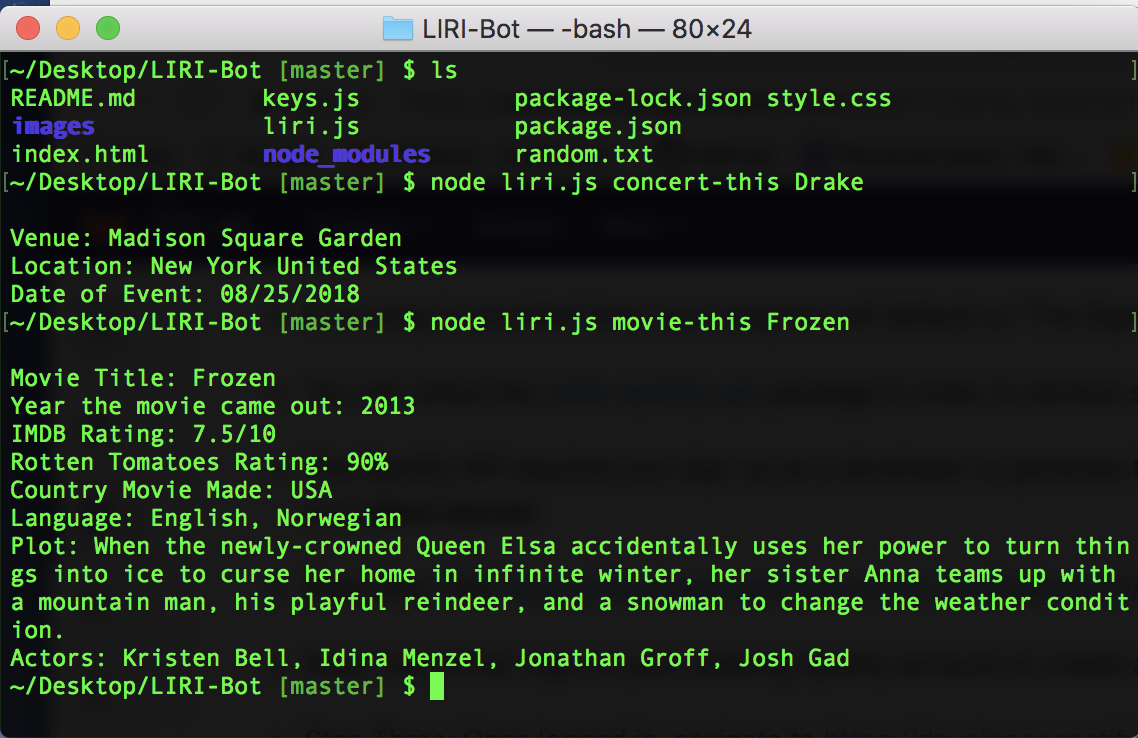 LIRI-Bot — -bash — 80×24
[~/Desktop/LIRI-Bot [master] $ ls ]
README.md keys.js package-lock.json style.css
images liri.js package.json
index.html node_modules random.txt
[~/Desktop/LIRI-Bot [master] $ node liri.js concert-this Drake ]
Venue: Madison Square Garden
Location: New York United States
Date of Event: 08/25/2018
[~/Desktop/LIRI-Bot [master] $ node liri.js movie-this Frozen ]
Movie Title: Frozen
Year the movie came out: 2013
IMDB Rating: 7.5/10
Rotten Tomatoes Rating: 90%
Country Movie Made: USA
Language: English, Norwegian
Plot: When the newly-crowned Queen Elsa accidentally uses her power to turn thin
gs into ice to curse her home in infinite winter, her sister Anna teams up with
a mountain man, his playful reindeer, and a snowman to change the weather condit
ion.
Actors: Kristen Bell, Idina Menzel, Jonathan Groff, Josh Gad
~/Desktop/LIRI-Bot [master] $